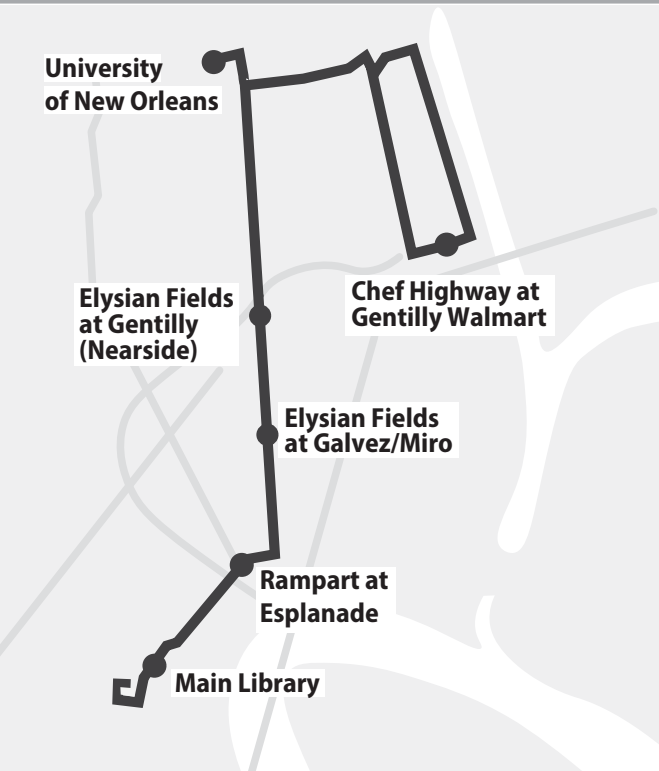 University
of New Orleans
Elysian Fields
at Gentilly
(Nearside)
Chef Highway at
Gentilly Walmart
Elysian Fields
at Galvez/Miro
Rampart at
Esplanade
Main Library